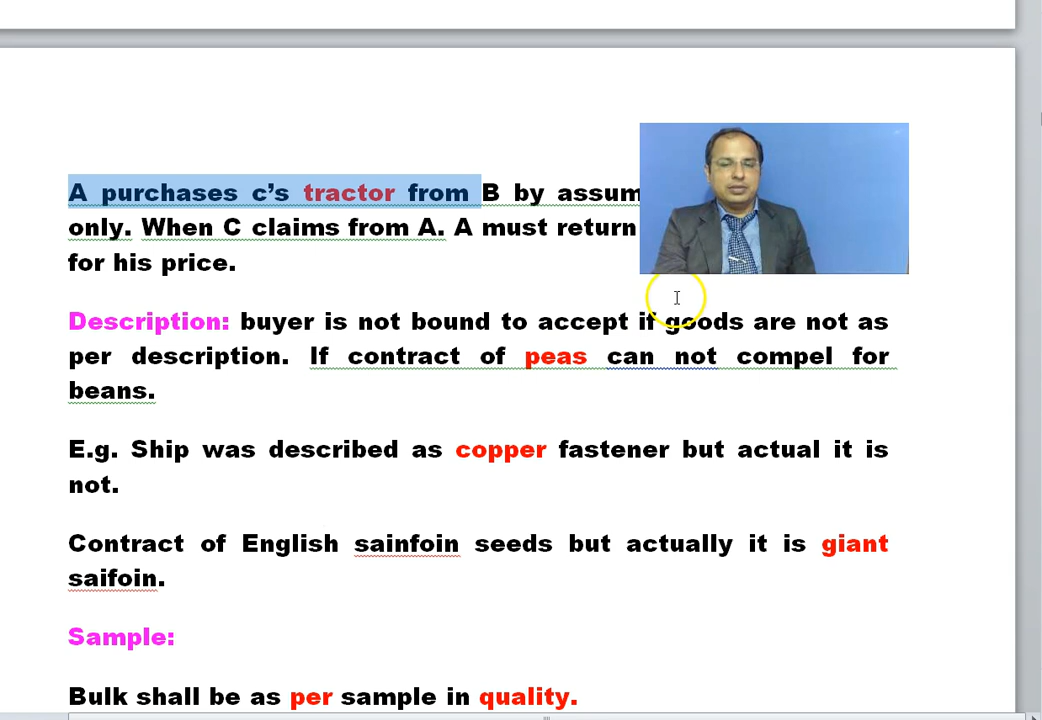 A purchases c’s tractor from B by assum
only. When C claims from A. A must return
for his price.
Description: buyer is not bound to accept if goods are not as
per description. If contract of peas can not compel for
beans.
E.g. Ship was described as copper fastener but actual it is
not.
Contract of English sainfoin seeds but actually it is giant
saifoin.
Sample:
Bulk shall be as per sample in quality.